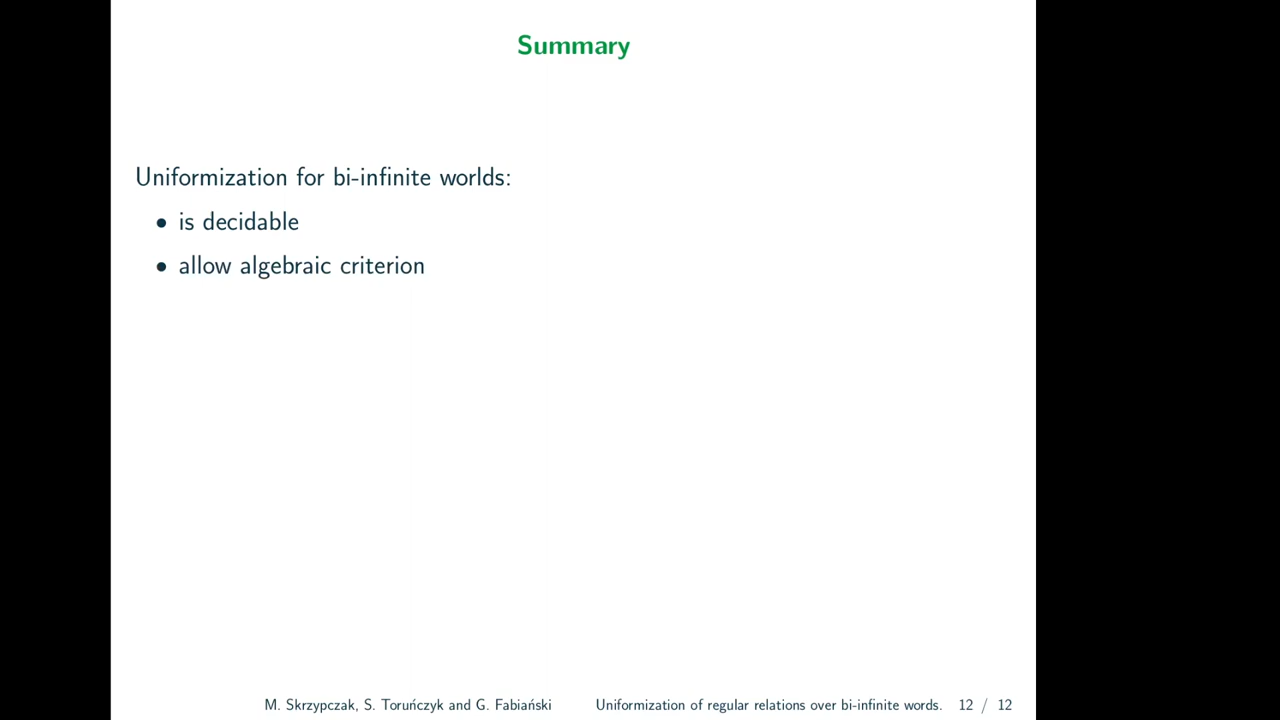 Summary
Uniformization for bi-infinite worlds:
• is decidable
• allow algebraic criterion
M. Skrzypczak, S. Toruńczyk and G. Fabiański Uniformization of regular relations over bi-infinite words. 12 / 12